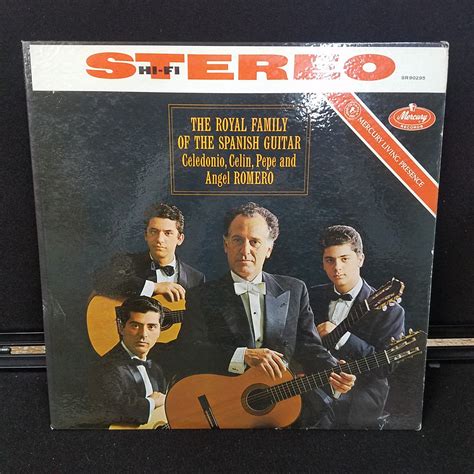 STEREO
HI-FI
SR90295
Mercury
RECORDS
MERCURY LIVING PRESENCE
THE ROYAL FAMILY
OF THE SPANISH GUITAR
Celedonio, Celin, Pepe and
Angel ROMERO